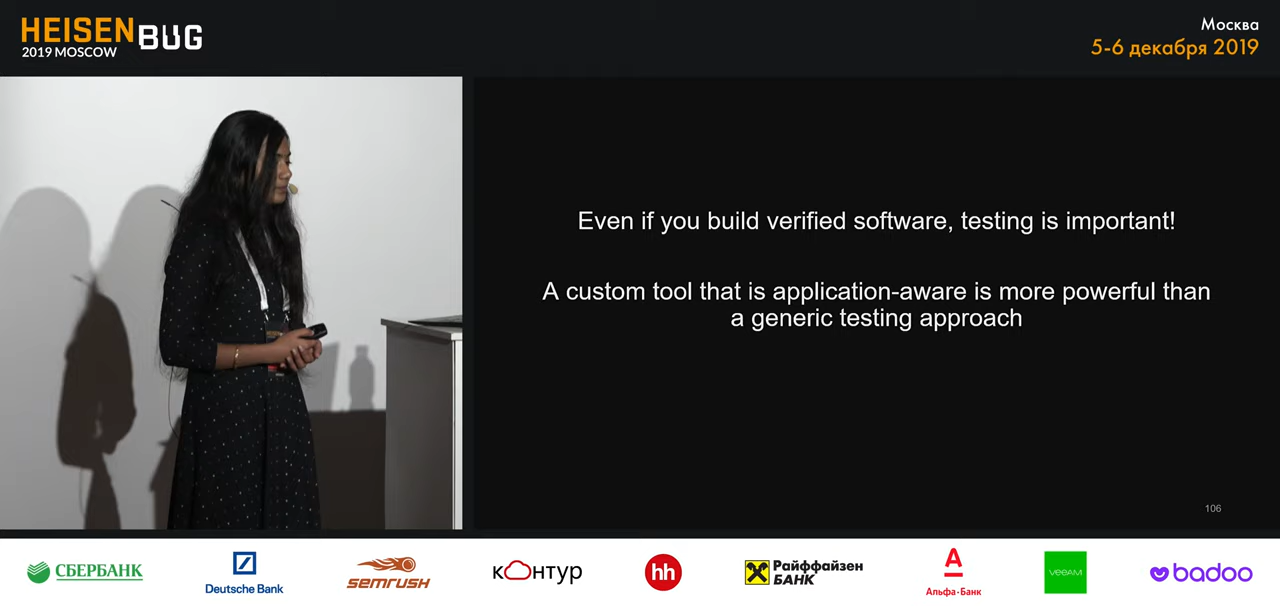 HEISENBUG
2019 MOSCOW
Москва
5-6 декабря 2019
Even if you build verified software, testing is important!
A custom tool that is application-aware is more powerful than
a generic testing approach
106
СБЕРБАНК
Deutsche Bank
semrush
контур
hh
Райффайзен
БАНК
А
Альфа·Банк
veeam
badoo